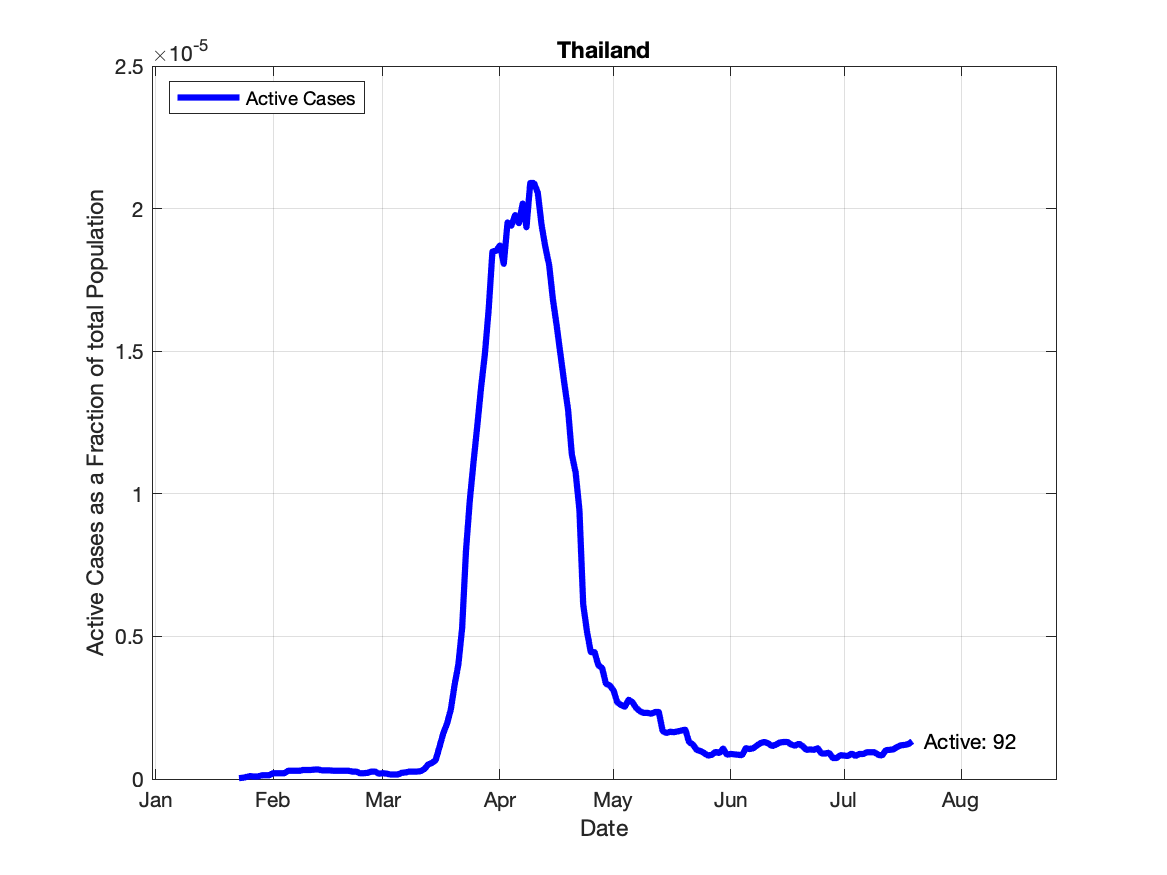 Thailand
×10-5
2.5
2
1.5
1
0.5
0
Active Cases
Active Cases as a Fraction of total Population
Active: 92
Jan Feb Mar Apr May Jun Jul Aug
Date